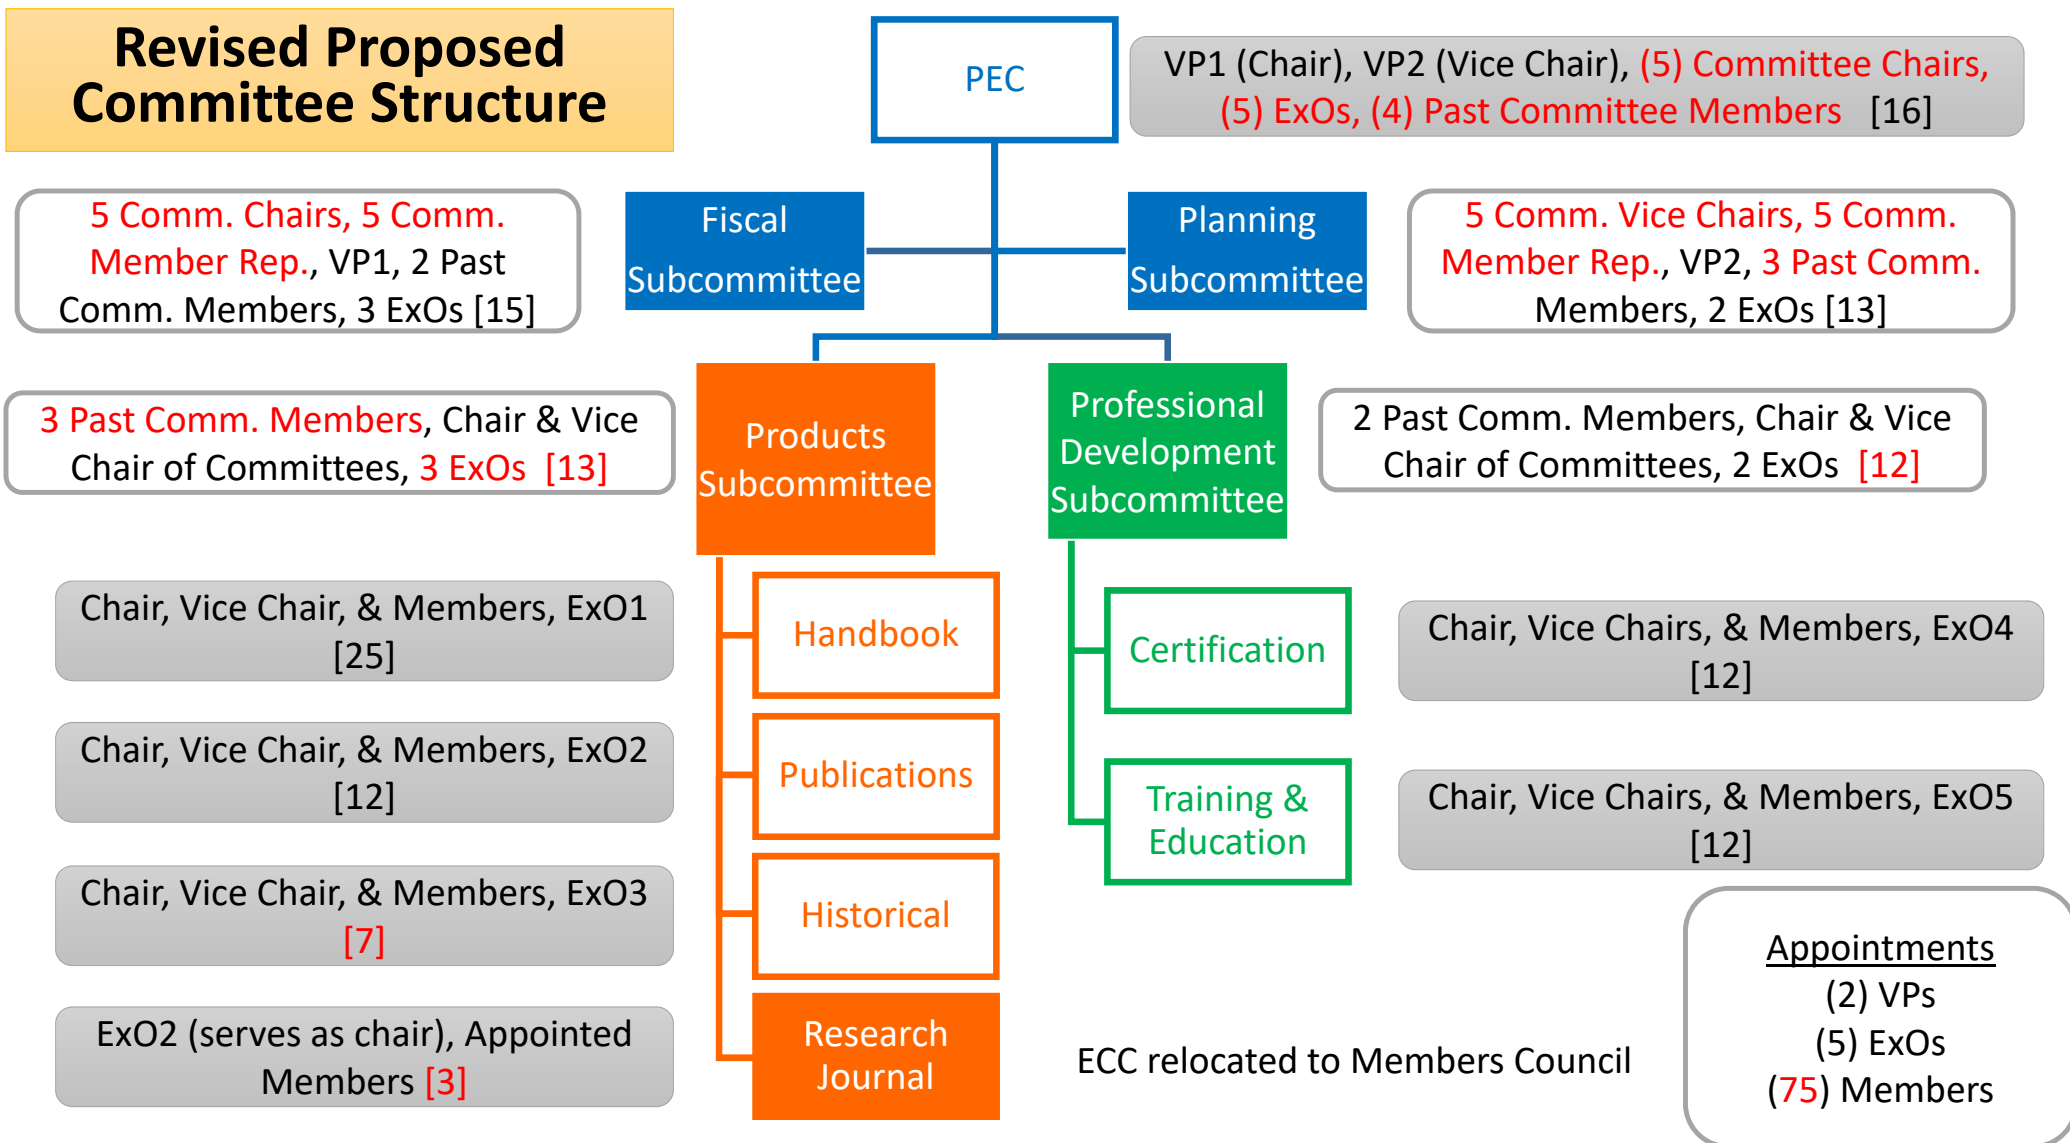 Revised Proposed
Committee Structure
PEC
VP1 (Chair), VP2 (Vice Chair), (5) Committee Chairs,
(5) ExOs, (4) Past Committee Members [16]
5 Comm. Chairs, 5 Comm.
Member Rep., VP1, 2 Past
Comm. Members, 3 ExOs [15]
Fiscal
Subcommittee
Planning
Subcommittee
5 Comm. Vice Chairs, 5 Comm.
Member Rep., VP2, 3 Past Comm.
Members, 2 ExOs [13]
3 Past Comm. Members, Chair & Vice
Chair of Committees, 3 ExOs [13]
Products
Subcommittee
Professional
Development
Subcommittee
2 Past Comm. Members, Chair & Vice
Chair of Committees, 2 ExOs [12]
Chair, Vice Chair, & Members, ExO1
[25]
Handbook
Certification
Chair, Vice Chairs, & Members, ExO4
[12]
Chair, Vice Chair, & Members, ExO2
[12]
Publications
Training &
Education
Chair, Vice Chairs, & Members, ExO5
[12]
Chair, Vice Chair, & Members, ExO3
[7]
Historical
ExO2 (serves as chair), Appointed
Members [3]
Research
Journal
ECC relocated to Members Council
Appointments
(2) VPs
(5) ExOs
(75) Members